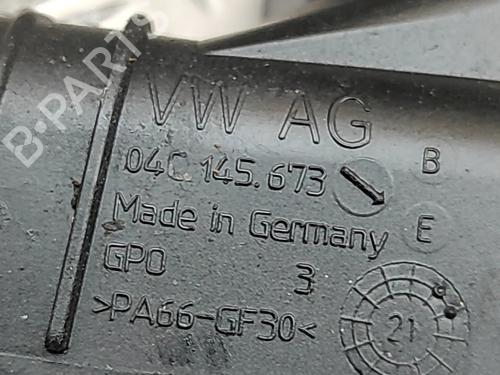 VW AG
04C 145.673 B
Made in Germany E
GPO 3
>PA66-GF30< 21
B-PARTS